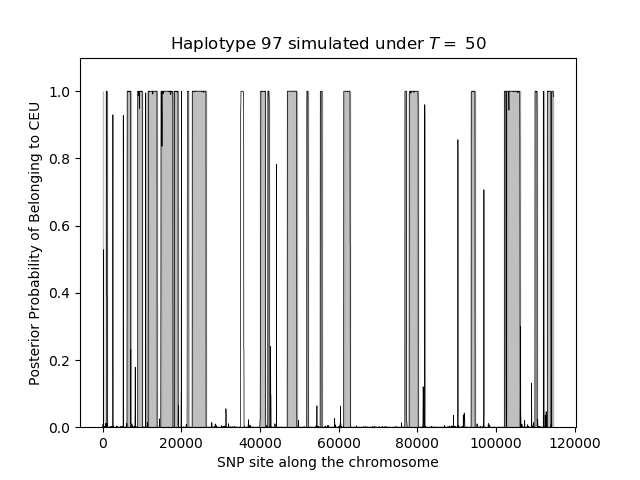 Haplotype 97 simulated under T = 50
Posterior Probability of Belonging to CEU
1.0
0.8
0.6
0.4
0.2
0.0
0 20000 40000 60000 80000 100000 120000
SNP site along the chromosome